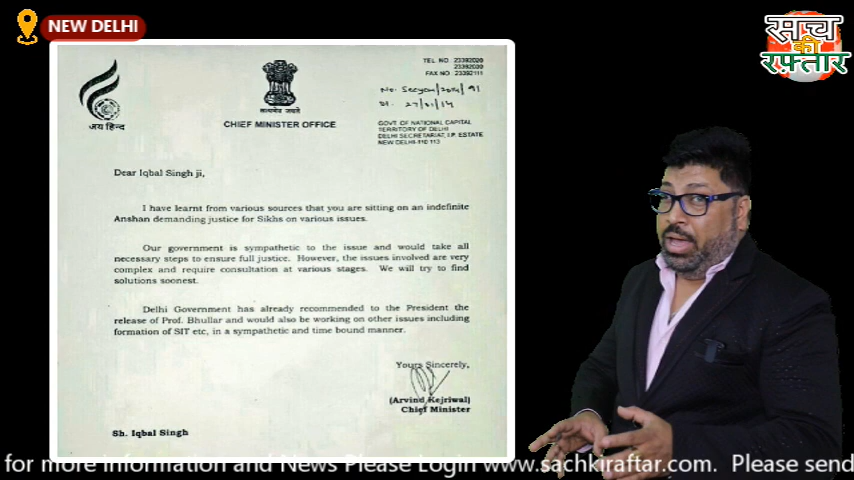 NEW DELHI
सच
की
रफ़्तार
TEL NO. 23392020
23392030
FAX NO. 23392111
No. Secycm/2014/91
Dt. 27/01/14
जय हिन्द
सत्यमेव जयते
CHIEF MINISTER OFFICE
GOVT OF NATIONAL CAPITAL
TERRITORY OF DELHI
DELHI SECRETARIAT, I.P. ESTATE
NEW DELHI-110 113
Dear Iqbal Singh ji,
I have learnt from various sources that you are sitting on an indefinite
Anshan demanding justice for Sikhs on various issues.
Our government is sympathetic to the issue and would take all
necessary steps to ensure full justice. However, the issues involved are very
complex and require consultation at various stages. We will try to find
solutions soonest.
Delhi Government has already recommended to the President the
release of Prof. Bhullar and would also be working on other issues including
formation of SIT etc, in a sympathetic and time bound manner.
Yours Sincerely,
(Arvind Kejriwal)
Chief Minister
Sh. Iqbal Singh
for more information and News Please Login www.sachkiraftar.com. Please send